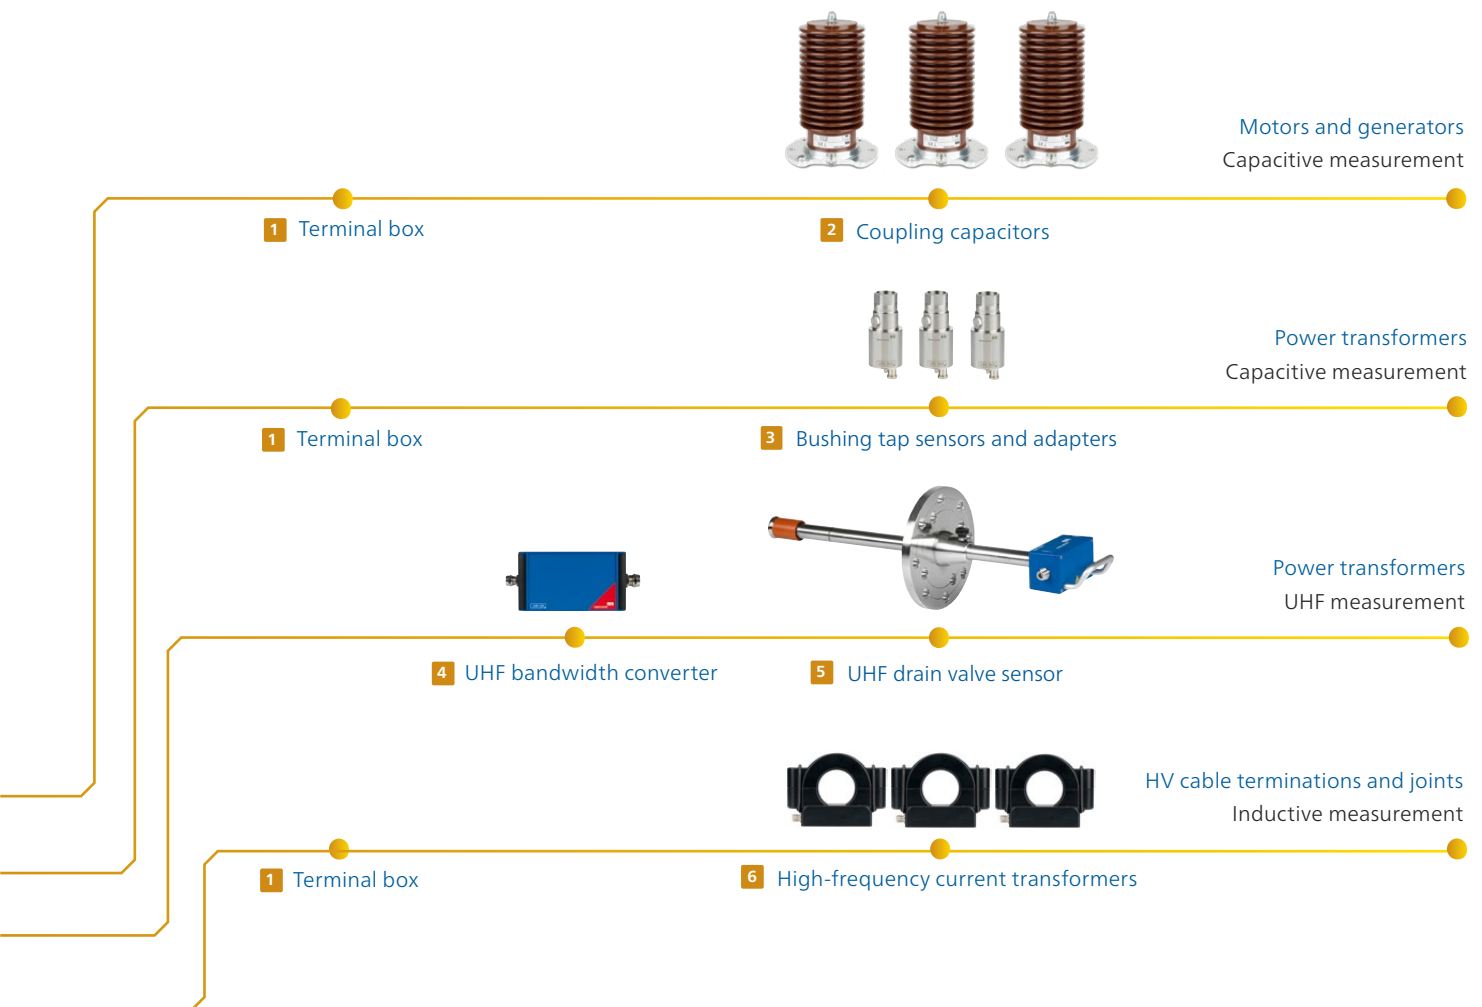 Motors and generators
Capacitive measurement
1 Terminal box
2 Coupling capacitors
Power transformers
Capacitive measurement
1 Terminal box
3 Bushing tap sensors and adapters
Power transformers
UHF measurement
4 UHF bandwidth converter
5 UHF drain valve sensor
HV cable terminations and joints
Inductive measurement
1 Terminal box
6 High-frequency current transformers